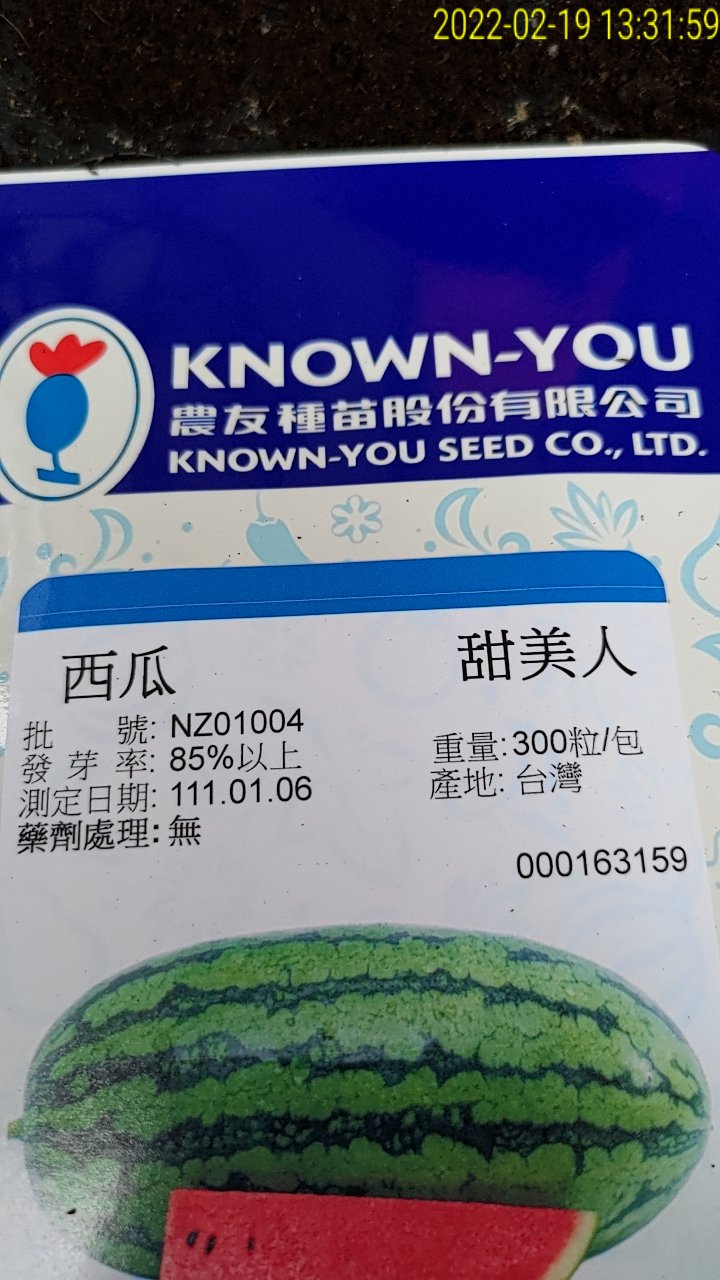 2022-02-19 13:31:59
KNOWN-YOU
農友種苗股份有限公司
KNOWN-YOU SEED CO., LTD.
西瓜 甜美人
批 號: NZ01004
發芽率: 85%以上
測定日期: 111.01.06
藥劑處理: 無
重量: 300粒/包
產地: 台灣
000163159